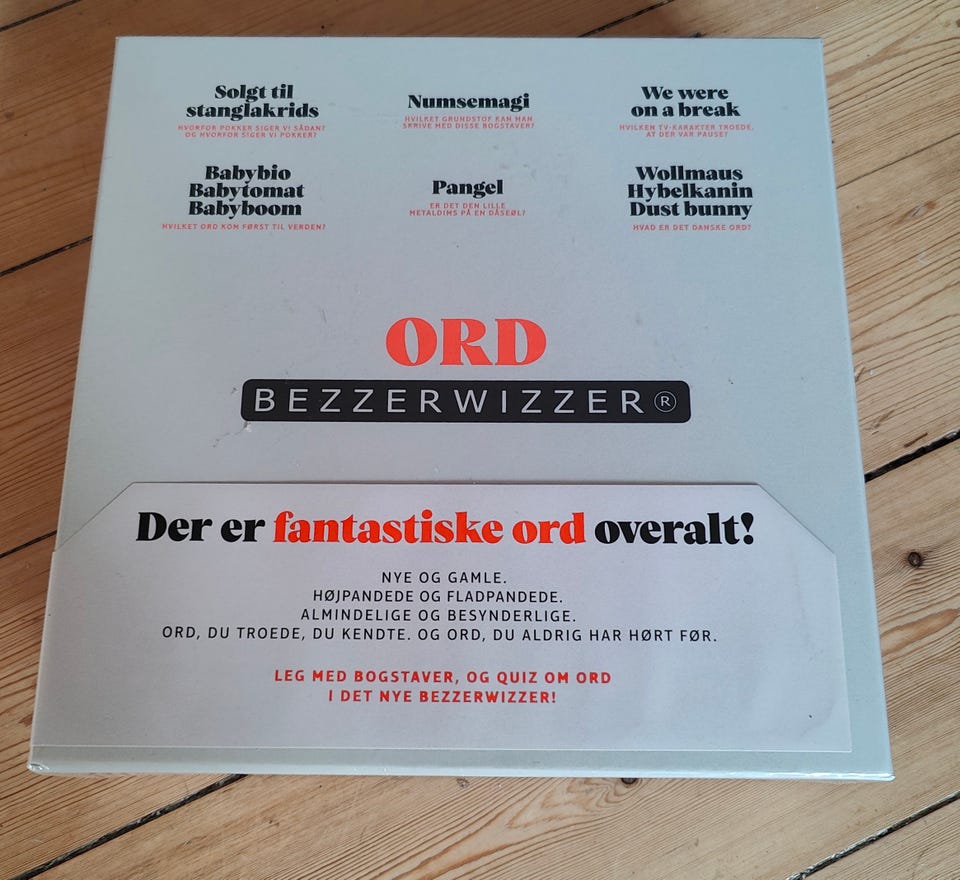 Solgt til
stanglakrids
HVORFOR POKKER SIGER VI SÅDAN?
OG HVORFOR SIGER VI POKKER?
Numsemagi
HVILKET GRUNDSTOF KAN MAN
SKRIVE MED DISSE BOGSTAVER?
We were
on a break
HVILKEN TV-KARAKTER TROEDE,
AT DER VAR PAUSE?
Babybio
Babytomat
Babyboom
HVILKET ORD KOM FØRST TIL VERDEN?
Pangel
ER DET DEN LILLE
METALDIMS PÅ EN DÅSEØL?
Wollmaus
Hybelkanin
Dust bunny
HVAD ER DET DANSKE ORD?
ORD
BEZZERWIZZER®
Der er fantastiske ord overalt!
NYE OG GAMLE.
HØJPANDEDE OG FLADPANDEDE.
ALMINDELIGE OG BESYNDERLIGE.
ORD, DU TROEDE, DU KENDTE. OG ORD, DU ALDRIG HAR HØRT FØR.
LEG MED BOGSTAVER, OG QUIZ OM ORD
I DET NYE BEZZERWIZZER!